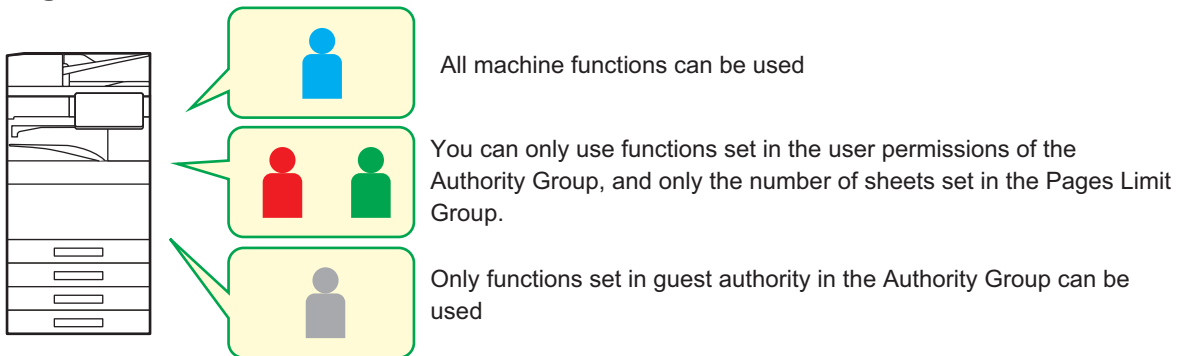 All machine functions can be used
You can only use functions set in the user permissions of the
Authority Group, and only the number of sheets set in the Pages Limit
Group.
Only functions set in guest authority in the Authority Group can be
used